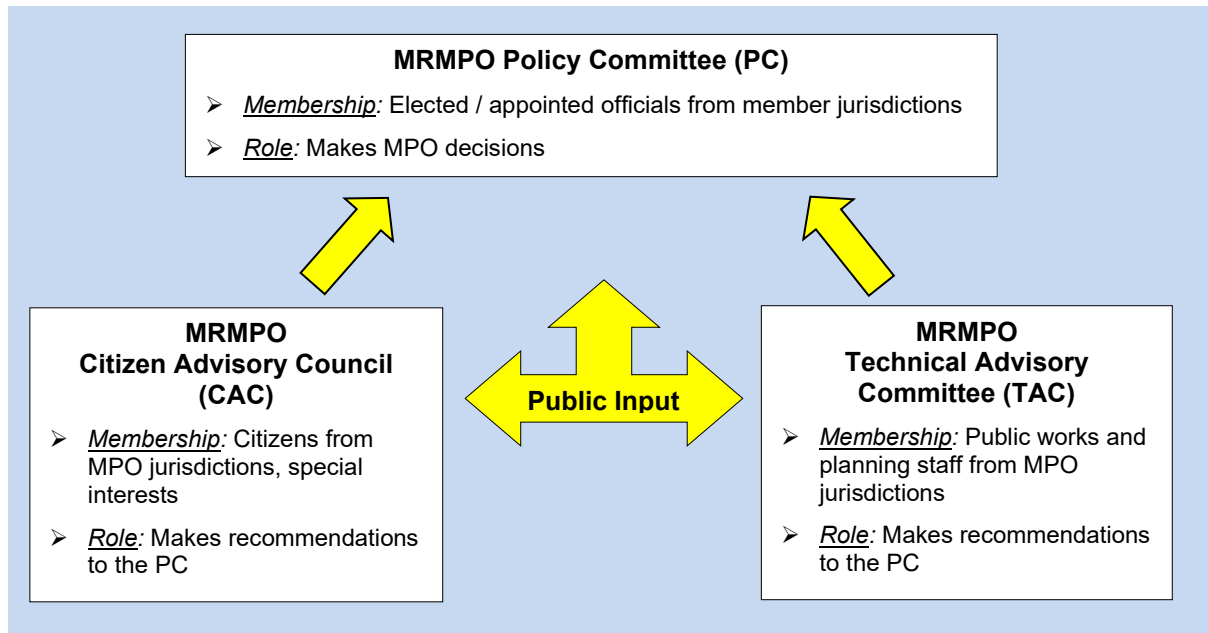 MRMPO Policy Committee (PC)
➢ Membership: Elected / appointed officials from member jurisdictions
➢ Role: Makes MPO decisions
MRMPO
Citizen Advisory Council
(CAC)
➢ Membership: Citizens from
MPO jurisdictions, special
interests
➢ Role: Makes recommendations
to the PC
Public Input
MRMPO
Technical Advisory
Committee (TAC)
➢ Membership: Public works and
planning staff from MPO
jurisdictions
➢ Role: Makes recommendations
to the PC